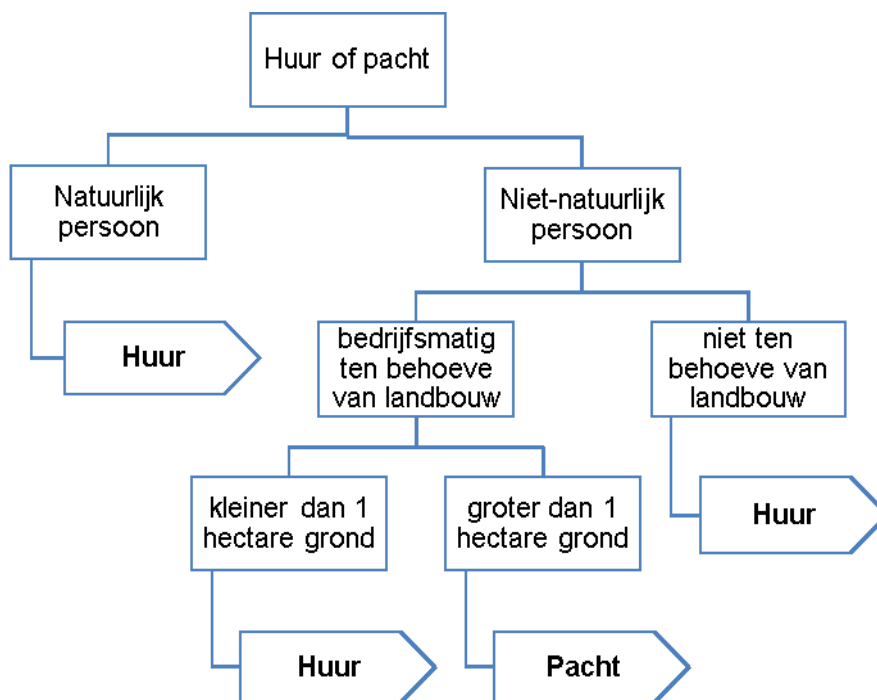 Huur of pacht
Natuurlijk
persoon
Niet-natuurlijk
persoon
Huur
bedrijfsmatig
ten behoeve
van landbouw
niet ten
behoeve van
landbouw
kleiner dan 1
hectare grond
groter dan 1
hectare grond
Huur
Huur
Pacht